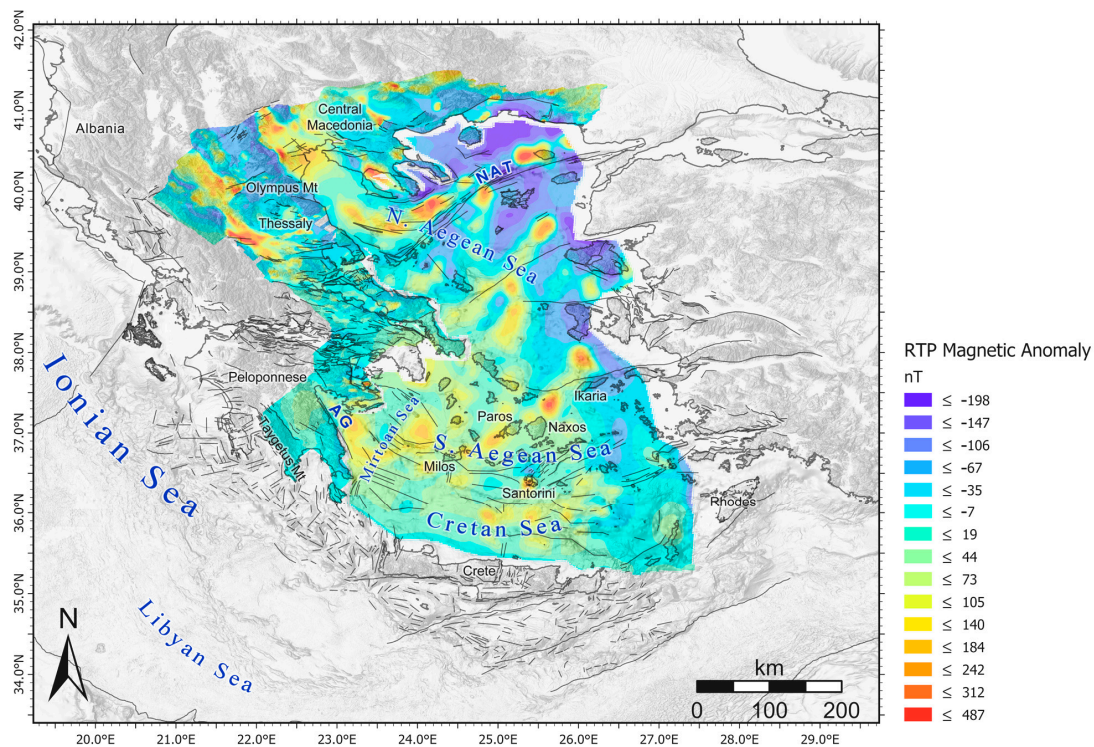 42.0°N
41.0°N
40.0°N
39.0°N
38.0°N
37.0°N
36.0°N
35.0°N
34.0°N
Albania
Central
Macedonia
NAT
Olympus Mt
Thessaly
N. Aegean Sea
Ionian Sea
Peloponnese
AG
Taygetus Mt
Mirtoan Sea
Paros
Ikaria
Naxos
S. Aegean Sea
Milos
Santorini
Rhodes
Cretan Sea
Crete
Libyan Sea
N
km
0 100 200
20.0°E 21.0°E 22.0°E 23.0°E 24.0°E 25.0°E 26.0°E 27.0°E 28.0°E 29.0°E
RTP Magnetic Anomaly
nT
≤ -198
≤ -147
≤ -106
≤ -67
≤ -35
≤ -7
≤ 19
≤ 44
≤ 73
≤ 105
≤ 140
≤ 184
≤ 242
≤ 312
≤ 487